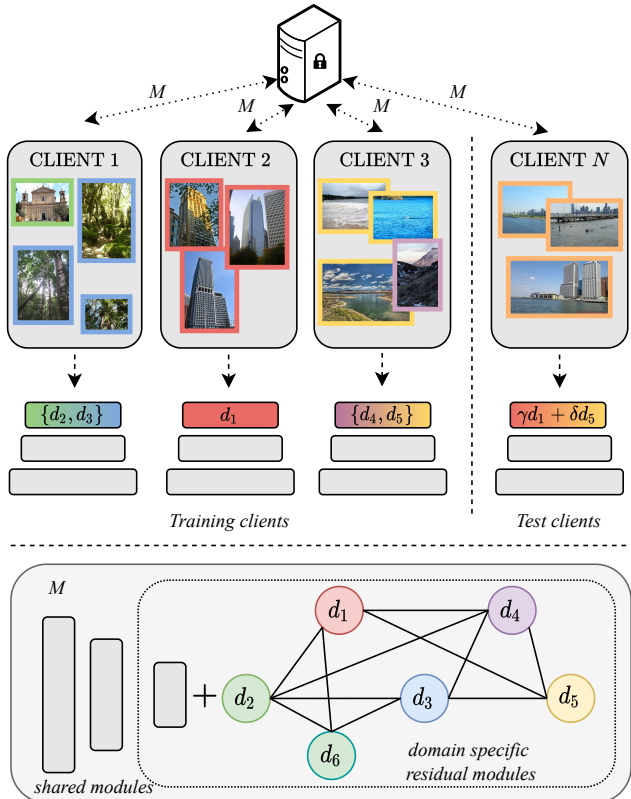 M
M
M
M
CLIENT 1
CLIENT 2
CLIENT 3
CLIENT N
{d₂, d₃}
d₁
{d₄, d₅}
γd₁ + δd₅
Training clients
Test clients
M
d₁
d₄
+
d₂
d₃
d₅
d₆
domain specific
residual modules
shared modules